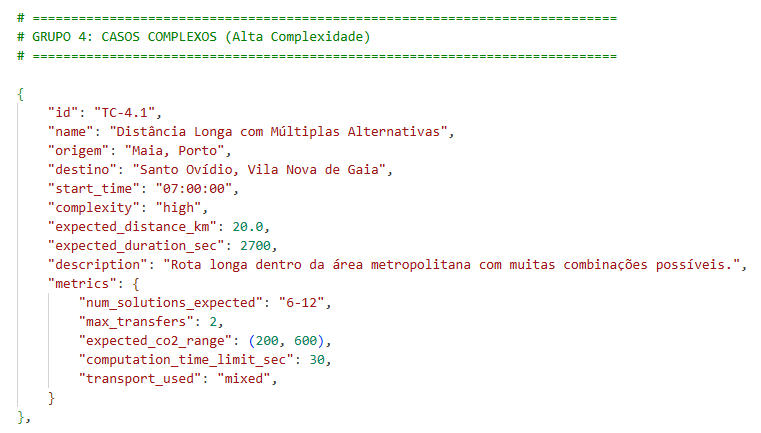 # ===========================================================================
# GRUPO 4: CASOS COMPLEXOS (Alta Complexidade)
# ===========================================================================
{
"id": "TC-4.1",
"name": "Distância Longa com Múltiplas Alternativas",
"origem": "Maia, Porto",
"destino": "Santo Ovídio, Vila Nova de Gaia",
"start_time": "07:00:00",
"complexity": "high",
"expected_distance_km": 20.0,
"expected_duration_sec": 2700,
"description": "Rota longa dentro da área metropolitana com muitas combinações possíveis.",
"metrics": {
"num_solutions_expected": "6-12",
"max_transfers": 2,
"expected_co2_range": (200, 600),
"computation_time_limit_sec": 30,
"transport_used": "mixed",
}
},